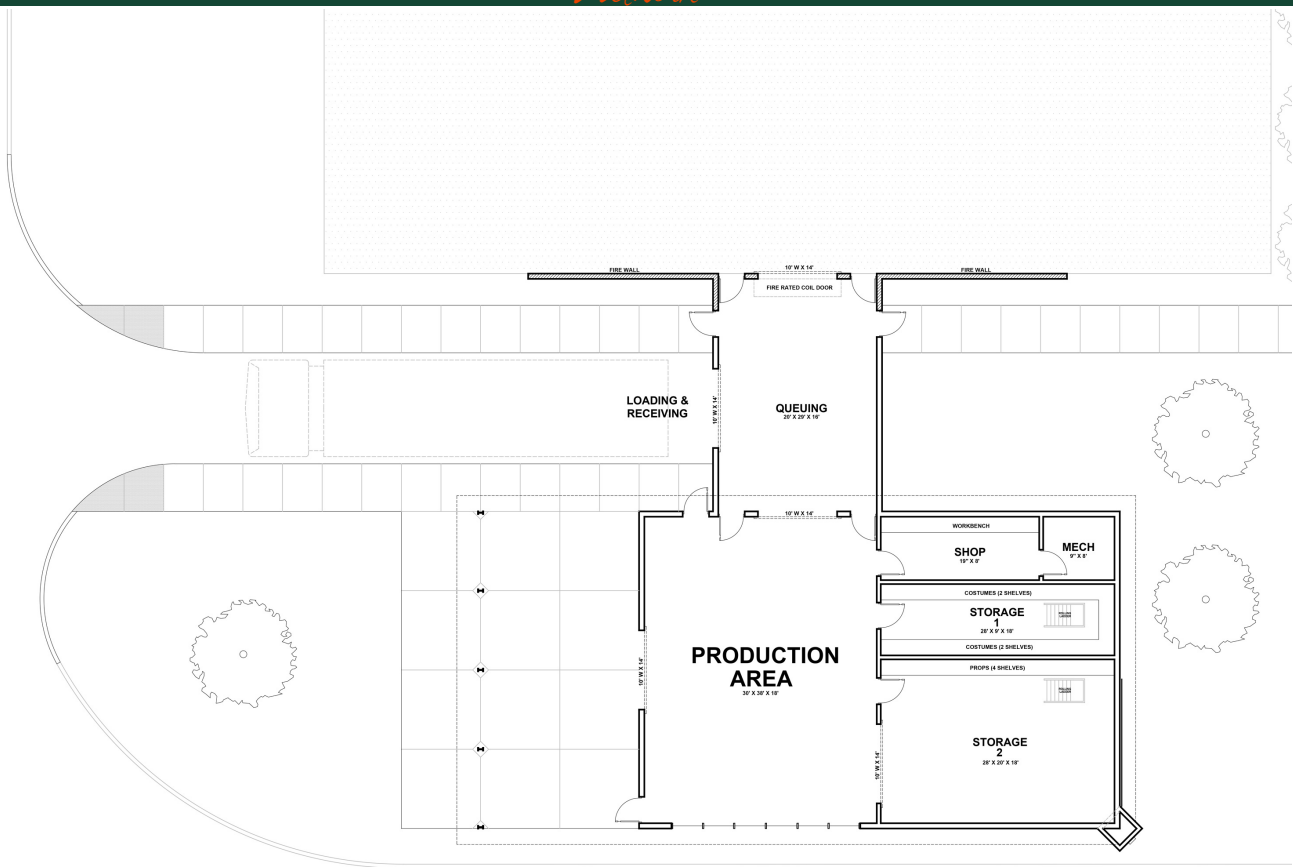 FIRE WALL
10' W X 14'
FIRE WALL
FIRE RATED COIL DOOR
LOADING &
RECEIVING
10' W X 14'
QUEUING
20' X 29' X 16'
10' W X 14'
WORKBENCH
SHOP
19" X 8'
MECH
9" X 8'
COSTUMES (2 SHELVES)
STORAGE
1
28' X 9' X 18'
COSTUMES (2 SHELVES)
PRODUCTION
AREA
30' X 38' X 18'
10' W X 14'
PROPS (4 SHELVES)
STORAGE
2
28' X 20' X 18'
10' W X 14'